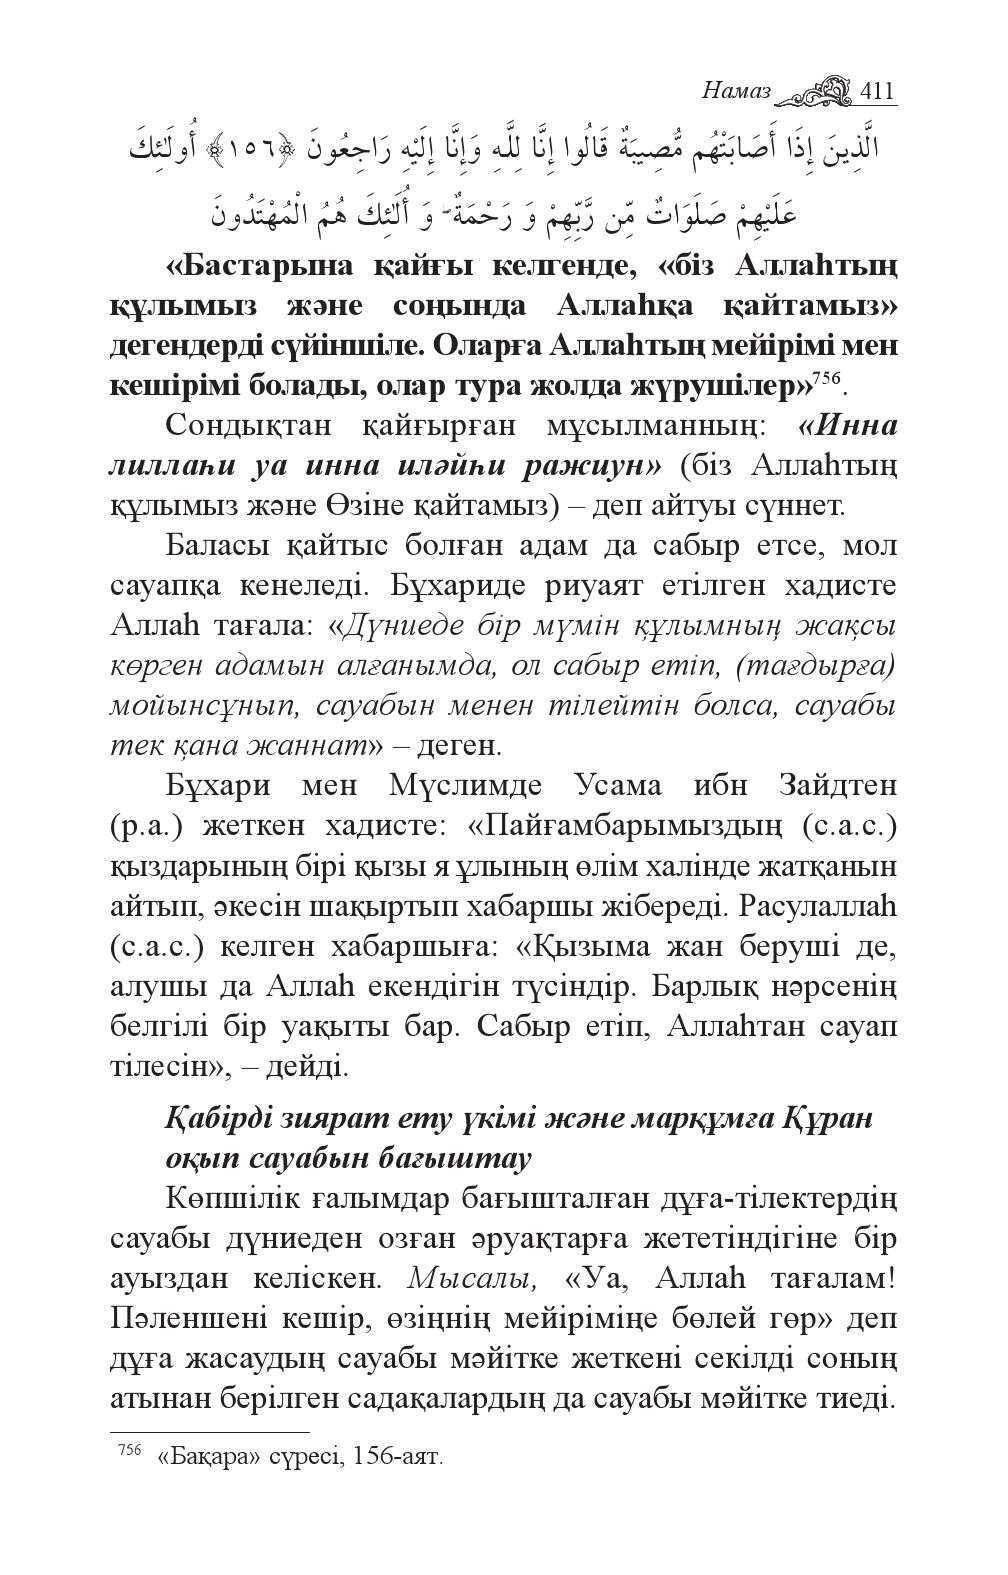 Намаз 411
الَّذِينَ إِذَا أَصَابَتْهُم مُّصِيبَةٌ قَالُوا إِنَّا لِلَّهِ وَإِنَّا إِلَيْهِ رَاجِعُونَ ﴿١٥٦﴾ أُولَـٰئِكَ
عَلَيْهِمْ صَلَوَاتٌ مِّن رَّبِّهِمْ وَ رَحْمَةٌ ۖ وَ أُلَـٰئِكَ هُمُ الْمُهْتَدُونَ
«Бастарына қайғы келгенде, «біз Аллаһтың
құлымыз және соңында Аллаһқа қайтамыз»
дегендерді сүйіншіле. Оларға Аллаһтың мейірімі мен
кешірімі болады, олар тура жолда жүрушілер»756.
Сондықтан қайғырған мұсылманның: «Инна
лиллаһи уа инна иләйһи ражиун» (біз Аллаһтың
құлымыз және Өзіне қайтамыз) – деп айтуы сүннет.
Баласы қайтыс болған адам да сабыр етсе, мол
сауапқа кенеледі. Бұхариде риуаят етілген хадисте
Аллаһ тағала: «Дүниеде бір мүмін құлымның жақсы
көрген адамын алғанымда, ол сабыр етіп, (тағдырға)
мойынсұнып, сауабын менен тілейтін болса, сауабы
тек қана жаннат» – деген.
Бұхари мен Мүслимде Усама ибн Зайдтен
(р.а.) жеткен хадисте: «Пайғамбарымыздың (с.а.с.)
қыздарының бірі қызы я ұлының өлім халінде жатқанын
айтып, әкесін шақыртып хабаршы жібереді. Расулаллаһ
(с.а.с.) келген хабаршыға: «Қызыма жан беруші де,
алушы да Аллаһ екендігін түсіндір. Барлық нәрсенің
белгілі бір уақыты бар. Сабыр етіп, Аллаһтан сауап
тілесін», – дейді.
Қабірді зиярат ету үкімі және марқұмға Құран
оқып сауабын бағыштау
Көпшілік ғалымдар бағышталған дұға-тілектердің
сауабы дүниеден озған әруақтарға жететіндігіне бір
ауыздан келіскен. Мысалы, «Уа, Аллаһ тағалам!
Пәленшені кешір, өзіңнің мейіріміңе бөлей гөр» деп
дұға жасаудың сауабы мәйітке жеткені секілді соның
атынан берілген садақалардың да сауабы мәйітке тиеді.
756 «Бақара» сүресі, 156-аят.